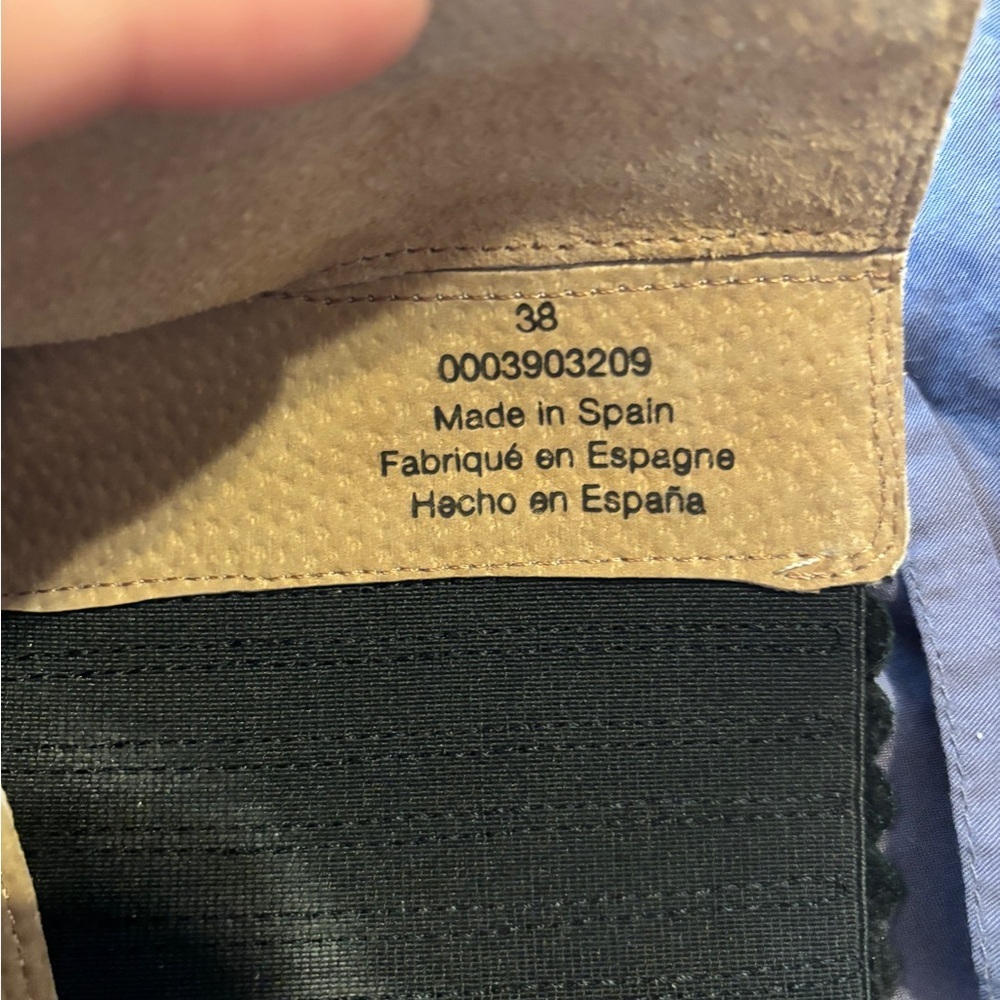 38
0003903209
Made in Spain
Fabriqué en Espagne
Hecho en España